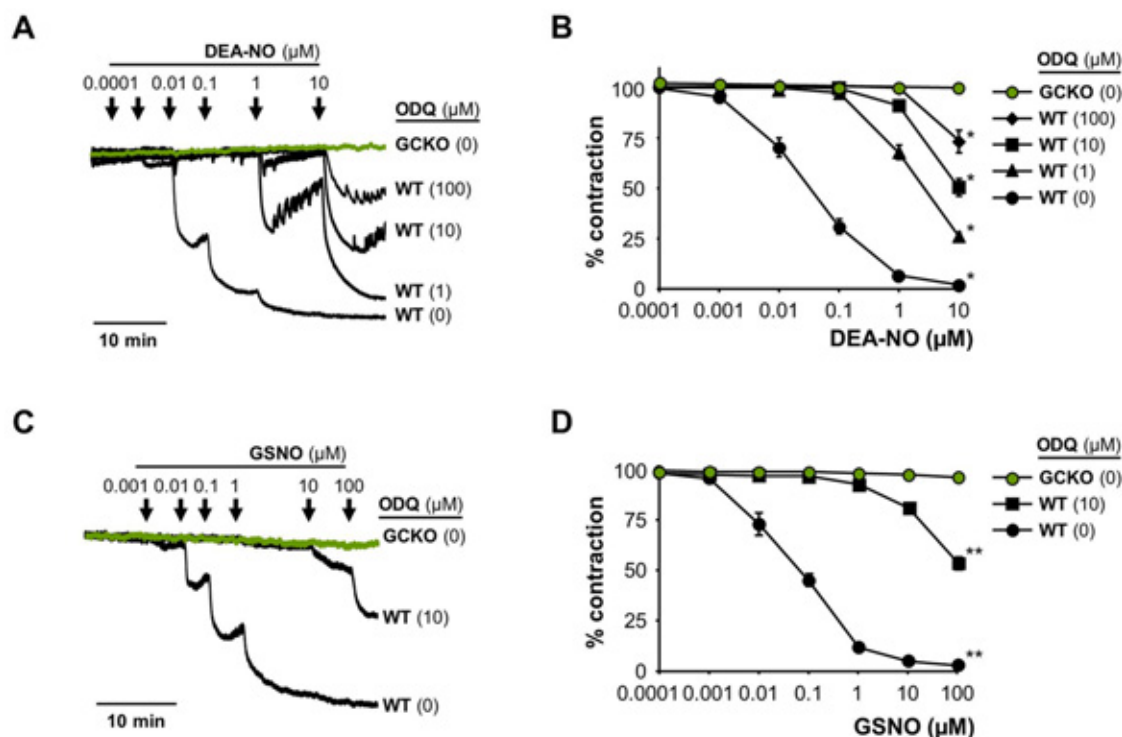 A
DEA-NO (µM)
0.0001 0.01 0.1 1 10
ODQ (µM)
GCKO (0)
WT (100)
WT (10)
WT (1)
WT (0)
10 min
B
ODQ (µM)
GCKO (0)
WT (100)
WT (10)
WT (1)
WT (0)
% contraction
100
75
50
25
0
* * * *
0.0001 0.001 0.01 0.1 1 10
DEA-NO (µM)
C
GSNO (µM)
0.001 0.01 0.1 1 10 100
ODQ (µM)
GCKO (0)
WT (10)
WT (0)
10 min
D
ODQ (µM)
GCKO (0)
WT (10)
WT (0)
% contraction
100
75
50
25
0
** **
0.0001 0.001 0.01 0.1 1 10 100
GSNO (µM)